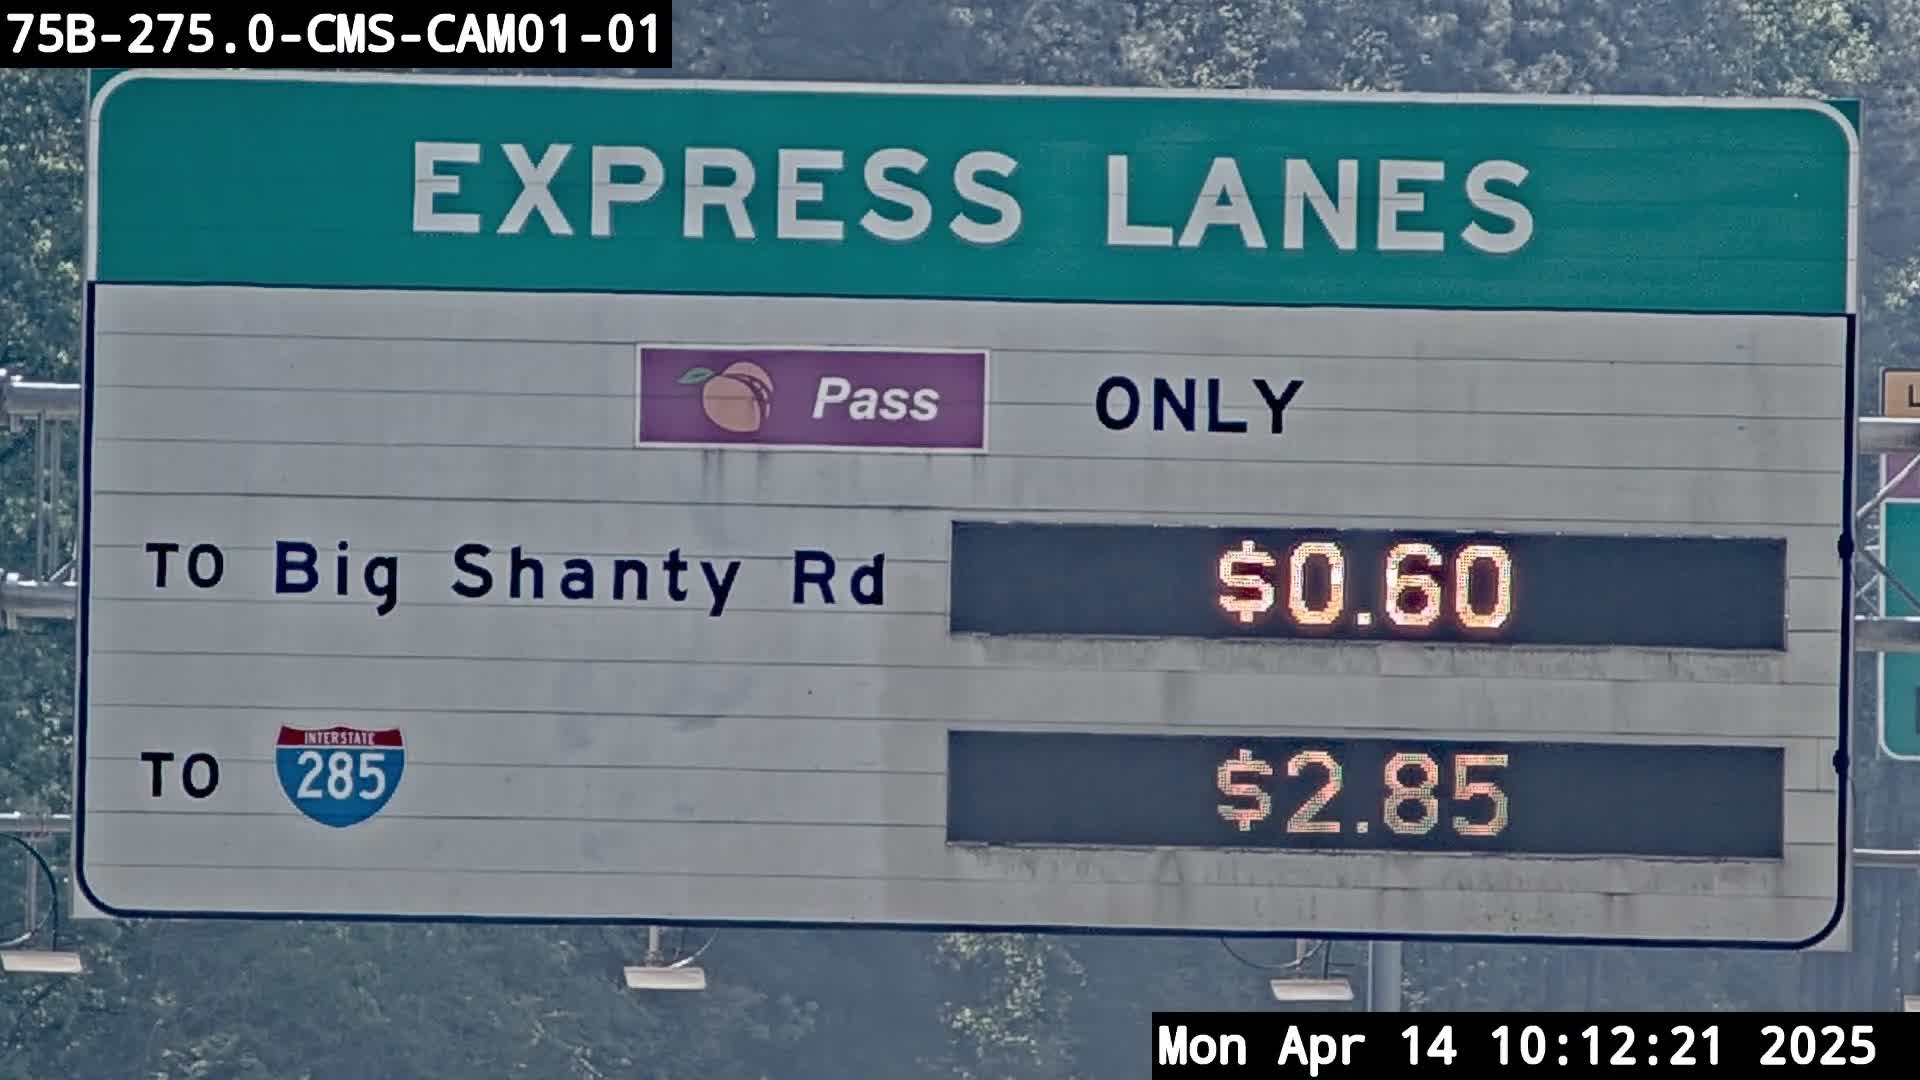 75B-275.0-CMS-CAM01-01
EXPRESS LANES
Pass ONLY
TO Big Shanty Rd $0.60
TO INTERSTATE 285 $2.85
Mon Apr 14 10:12:21 2025